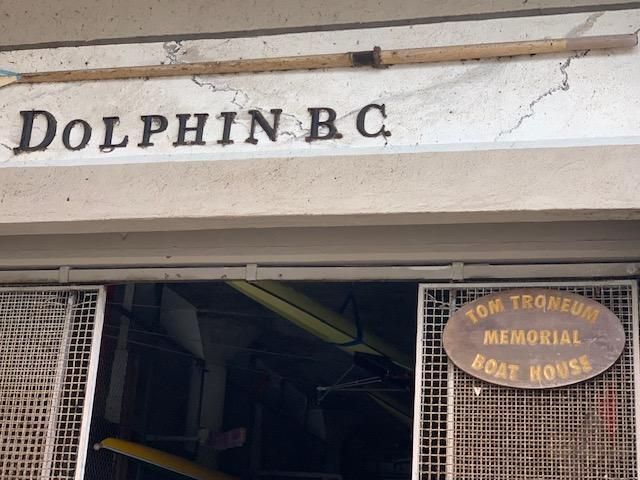 DOLPHIN B.C.
TOM TRONEUM
MEMORIAL
BOAT HOUSE